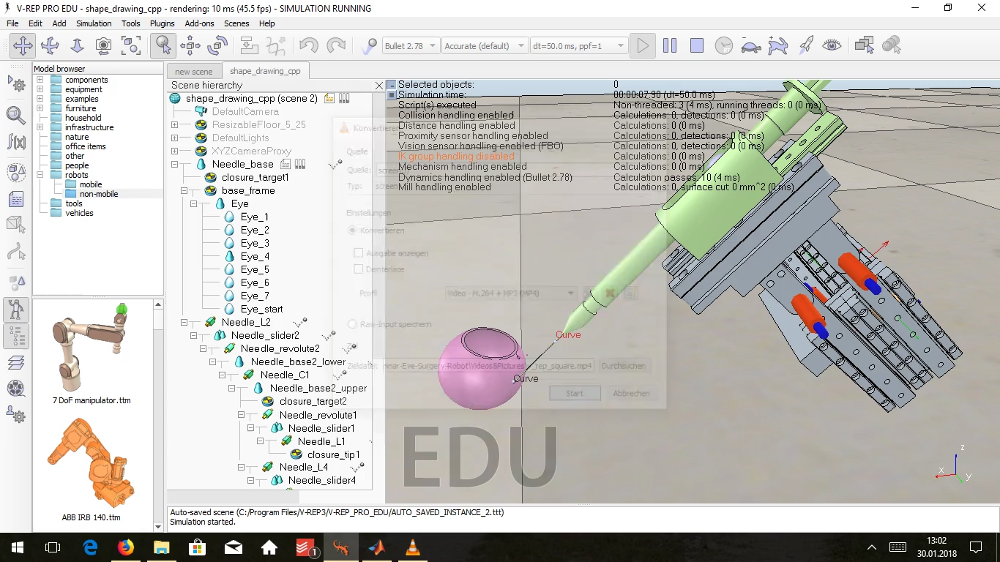 V-REP PRO EDU - shape_drawing_cpp - rendering: 10 ms (45.5 fps) - SIMULATION RUNNING
File Edit Add Simulation Tools Plugins Add-ons Scenes Help
Bullet 2.78 Accurate (default) dt=50.0 ms, ppf=1
Model browser
components
equipment
examples
furniture
household
infrastructure
nature
office items
other
people
robots
mobile
non-mobile
tools
vehicles
7 DoF manipulator.ttm
ABB IRB 140.ttm
new scene shape_drawing_cpp
Scene hierarchy
shape_drawing_cpp (scene 2)
DefaultCamera
ResizableFloor_5_25
DefaultLights
XYZCameraProxy
Needle_base
closure_target1
base_frame
Eye
Eye_1
Eye_2
Eye_3
Eye_4
Eye_5
Eye_6
Eye_7
Eye_start
Needle_L2
Needle_slider2
Needle_revolute2
Needle_base2_lower
Needle_C1
Needle_base2_upper
closure_target2
Needle_revolute1
Needle_slider1
Needle_L1
closure_tip1
Needle_L4
Needle_slider4
Selected objects: 0
Simulation time: 00:00:07.90 (dt=50.0 ms)
Script(s) executed Non-threaded: 3 (4 ms), running threads: 0 (0 ms)
Collision handling enabled Calculations: 0, detections: 0 (0 ms)
Distance handling enabled Calculations: 0 (0 ms)
Proximity sensor handling enabled Calculations: 0, detections: 0 (0 ms)
Vision sensor handling enabled (FBO) Calculations: 0, detections: 0 (0 ms)
IK group handling disabled Calculations: 0 (0 ms)
Mechanism handling enabled Calculations: 0 (0 ms)
Dynamics handling enabled (Bullet 2.78) Calculation passes: 10 (4 ms)
Mill handling enabled Calculations: 0, surface cut: 0 mm^2 (0 ms)
Konvertieren
Quelle
Quelle: screen
Typ: screen
Einstellungen
Konvertieren
Ausgabe anzeigen
Deinterlace
Profil Video - H.264 + MP3 (MP4)
Raw-Input speichern
Zieldatei: minar-Eye-Surgery-Robot\Videos&Pictures\ _rep_square.mp4 Durchsuchen
Start Abbrechen
Curve
Curve
EDU
z
x
y
Auto-saved scene (C:/Program Files/V-REP3/V-REP_PRO_EDU/AUTO_SAVED_INSTANCE_2.ttt)
Simulation started.
1
13:02
30.01.2018